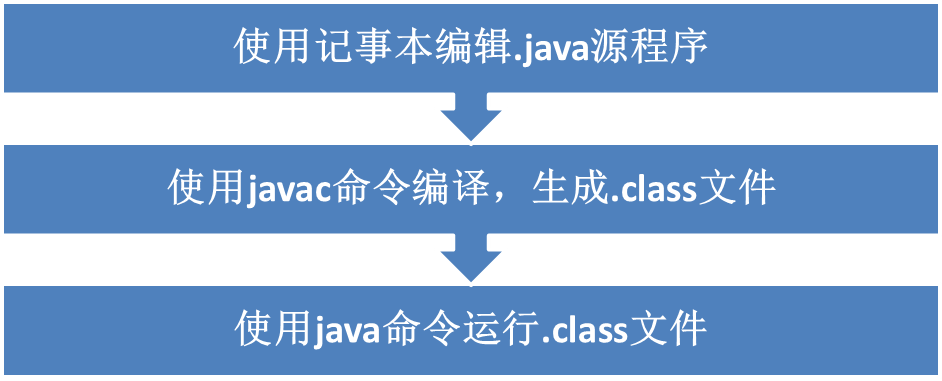 使用记事本编辑.java源程序
使用javac命令编译，生成.class文件
使用java命令运行.class文件